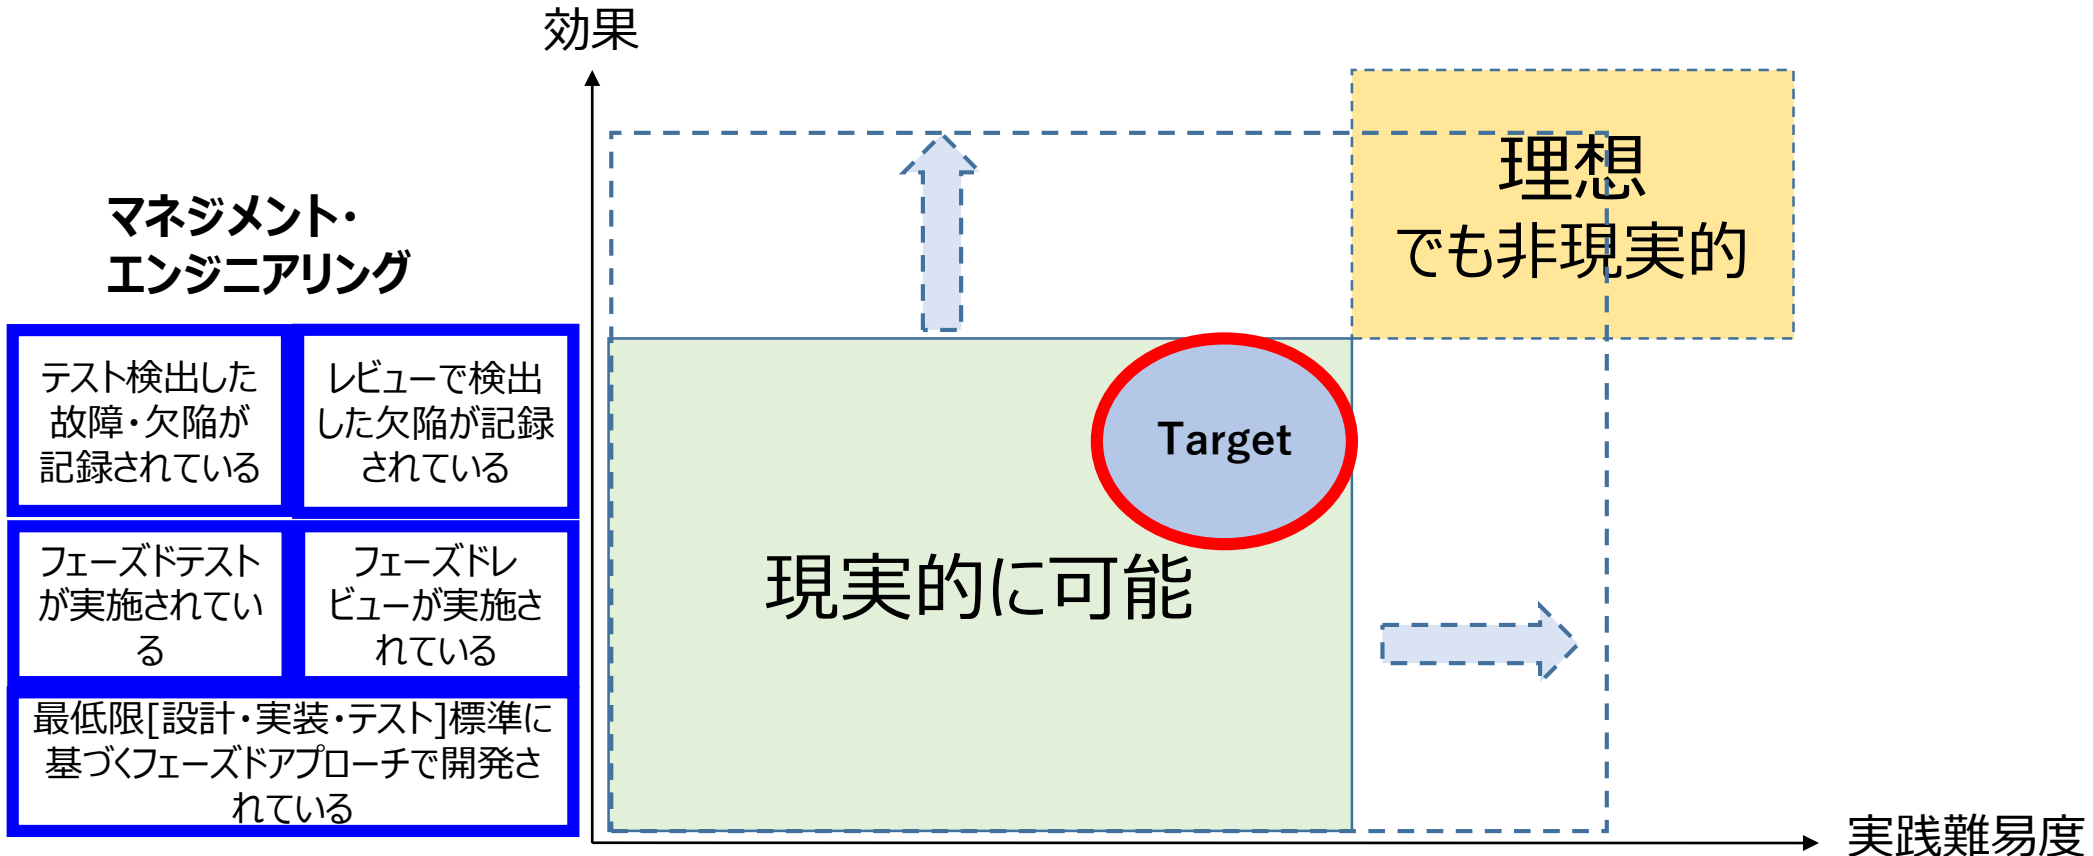 効果
理想
でも非現実的
マネジメント・
エンジニアリング
テスト検出した
故障・欠陥が
記録されている
レビューで検出
した欠陥が記録
されている
Target
フェーズドテスト
が実施されてい
る
フェーズドレ
ビューが実施さ
れている
現実的に可能
最低限[設計・実装・テスト]標準に
基づくフェーズドアプローチで開発さ
れている
実践難易度